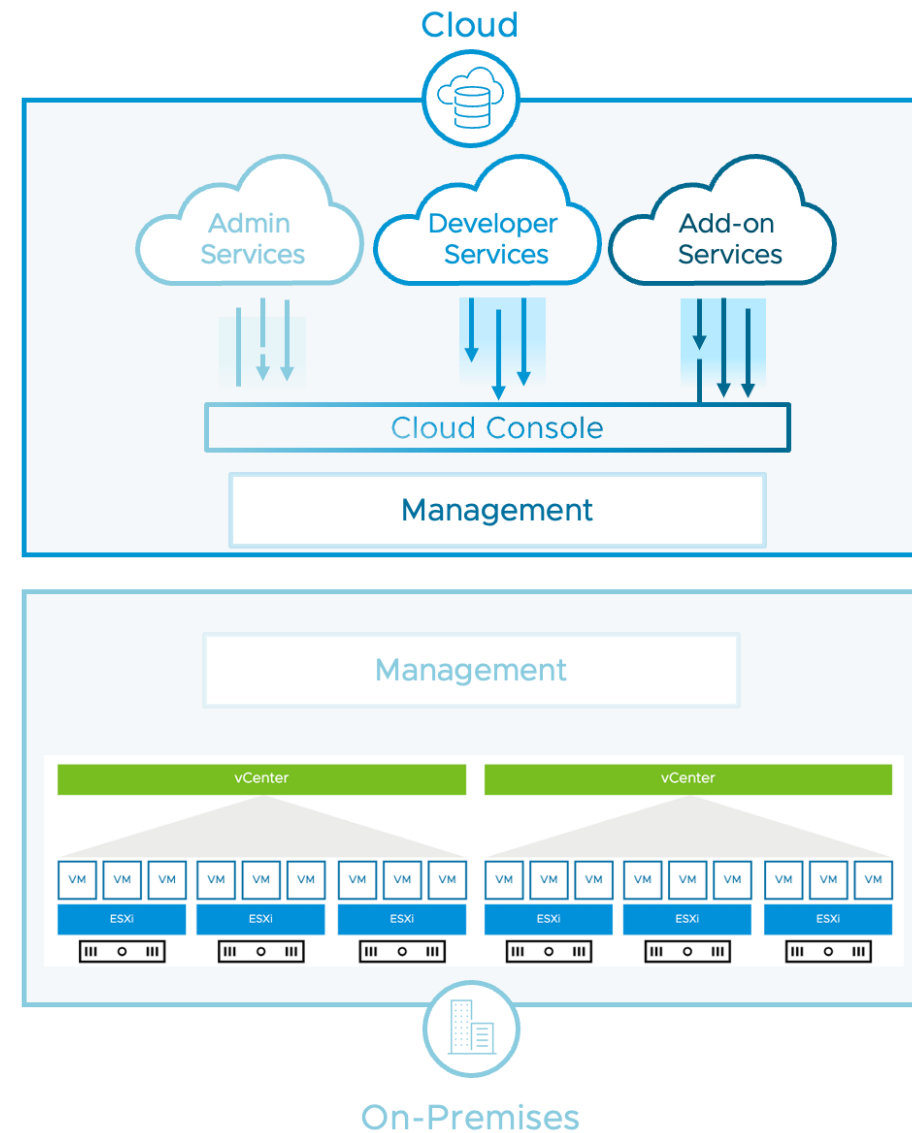 Cloud
Admin
Services
Developer
Services
Add-on
Services
Cloud Console
Management
Management
vCenter
vCenter
VM VM VM VM VM VM VM VM VM VM VM VM VM VM VM VM VM VM
ESXi ESXi ESXi ESXi ESXi ESXi
On-Premises